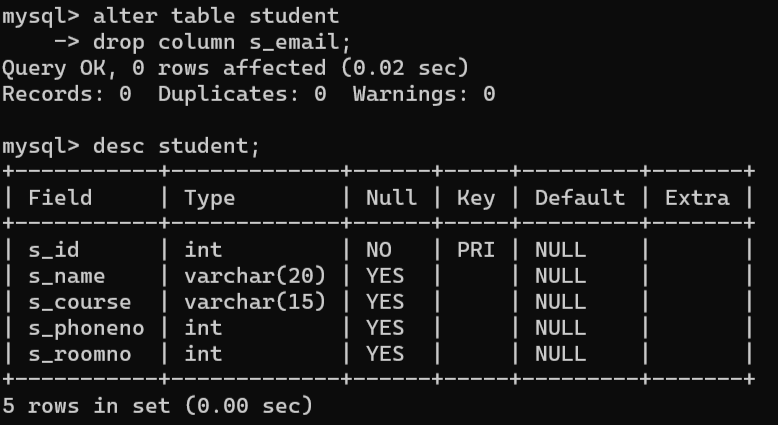 mysql> alter table student
    -> drop column s_email;
Query OK, 0 rows affected (0.02 sec)
Records: 0  Duplicates: 0  Warnings: 0

mysql> desc student;
+-----------+-------------+------+-----+---------+-------+
| Field     | Type        | Null | Key | Default | Extra |
+-----------+-------------+------+-----+---------+-------+
| s_id      | int         | NO   | PRI | NULL    |       |
| s_name    | varchar(20) | YES  |     | NULL    |       |
| s_course  | varchar(15) | YES  |     | NULL    |       |
| s_phoneno | int         | YES  |     | NULL    |       |
| s_roomno  | int         | YES  |     | NULL    |       |
+-----------+-------------+------+-----+---------+-------+
5 rows in set (0.00 sec)